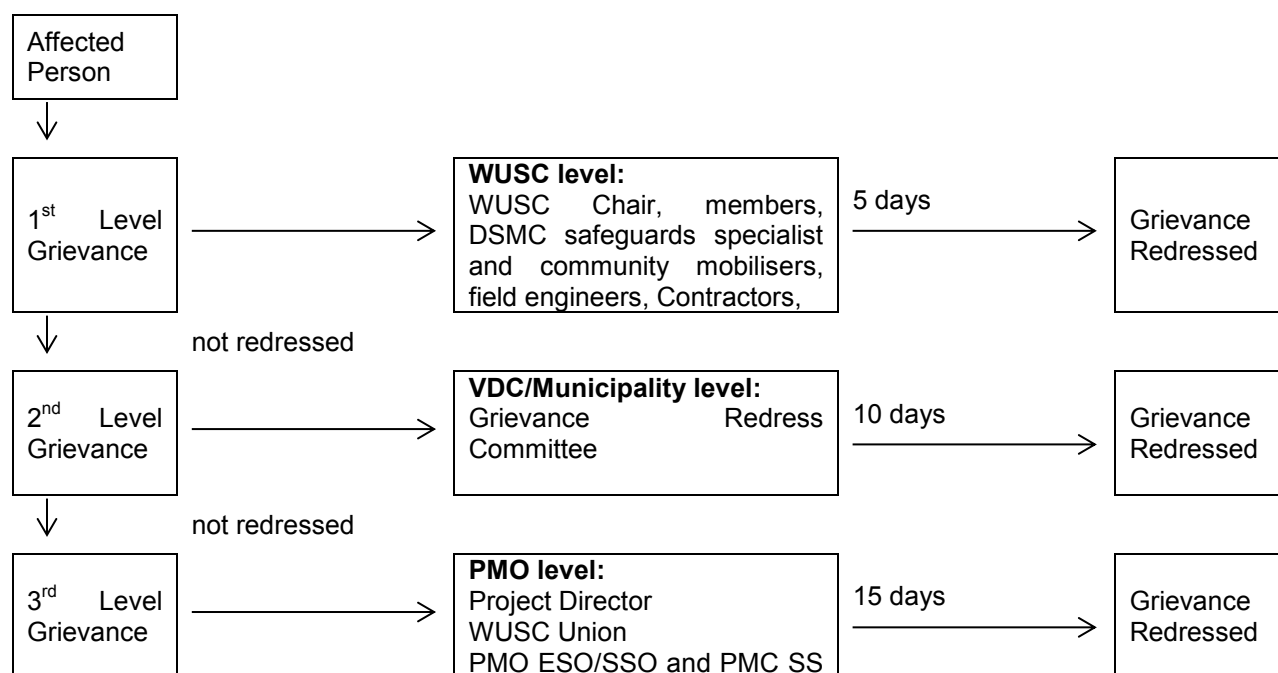 Affected
Person
1st Level
Grievance
WUSC level:
WUSC Chair, members,
DSMC safeguards specialist
and community mobilisers,
field engineers, Contractors,
5 days
Grievance
Redressed
not redressed
2nd Level
Grievance
VDC/Municipality level:
Grievance Redress
Committee
10 days
Grievance
Redressed
not redressed
3rd Level
Grievance
PMO level:
Project Director
WUSC Union
PMO ESO/SSO and PMC SS
15 days
Grievance
Redressed